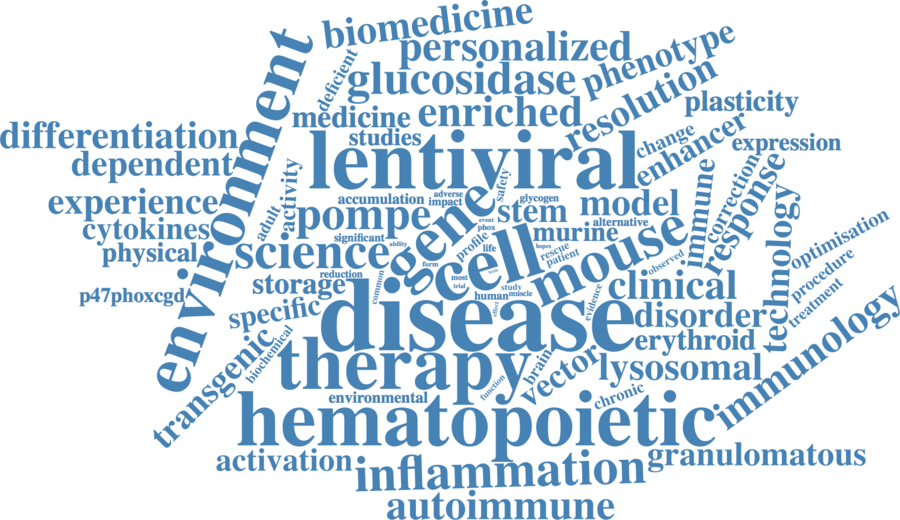 biomedicine
personalized
phenotype
deficient
glucosidase
resolution
environment
medicine
enriched
plasticity
differentiation
studies
lentiviral
change
enhancer
expression
dependent
activity
experience
accumulation
adverse
impact
safety
glycogen
model
immune
correction
response
cytokines
adult
pompe
gene
stem
event
phox
murine
alternative
technology
optimisation
physical
science
significant
ability
profile
life
cell
hspcs
rescue
patient
mouse
observed
procedure
p47phoxcgd
storage
reduction
common
form
most
trial
study
human
muscle
evidence
clinical
treatment
specific
biochemical
disease
effect
disorder
erythroid
immunology
transgenic
therapy
function
brain
vector
lysosomal
environmental
chronic
hematopoietic
activation
inflammation
granulomatous
autoimmune